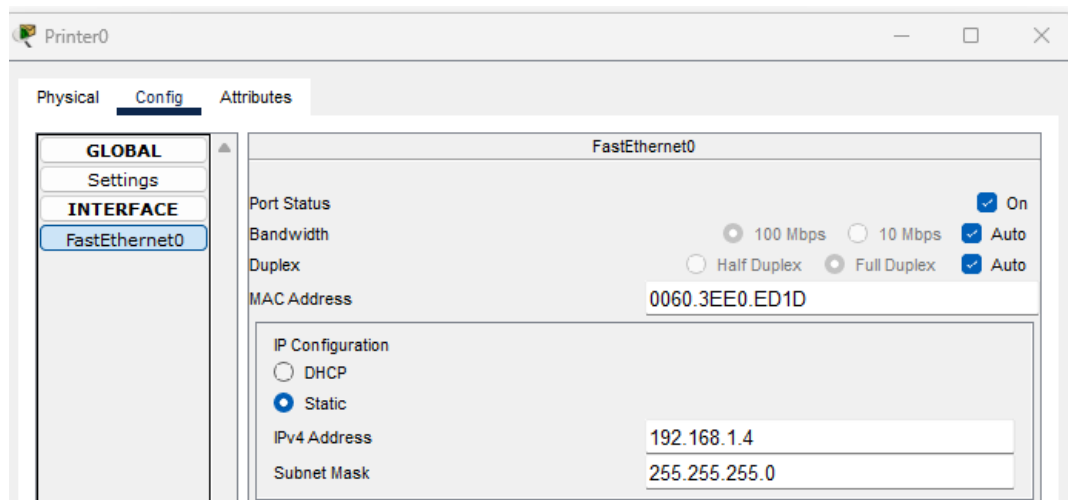 Printer0
Physical Config Attributes
GLOBAL
Settings
INTERFACE
FastEthernet0
FastEthernet0
Port Status On
Bandwidth 100 Mbps 10 Mbps Auto
Duplex Half Duplex Full Duplex Auto
MAC Address 0060.3EE0.ED1D
IP Configuration
DHCP
Static
IPv4 Address 192.168.1.4
Subnet Mask 255.255.255.0